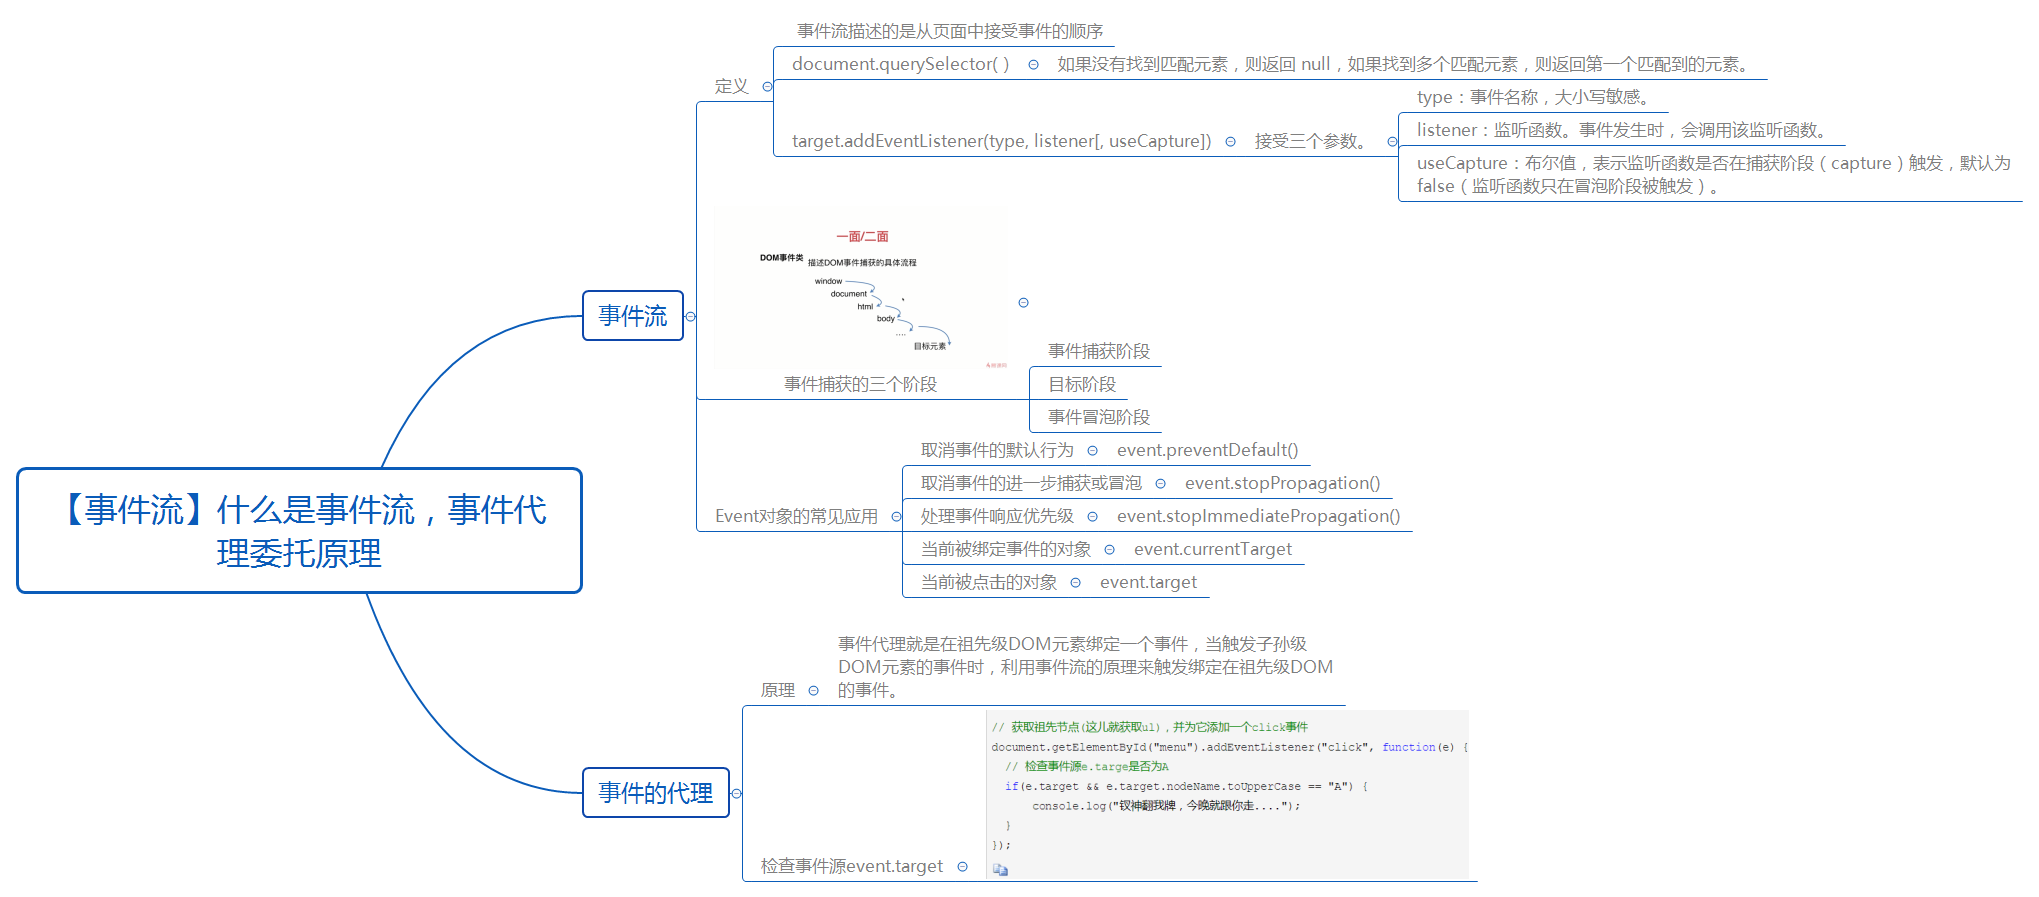 【事件流】什么是事件流，事件代
理委托原理
事件流
定义
事件流描述的是从页面中接受事件的顺序
document.querySelector( )
如果没有找到匹配元素，则返回 null，如果找到多个匹配元素，则返回第一个匹配到的元素。
target.addEventListener(type, listener[, useCapture])
接受三个参数。
type：事件名称，大小写敏感。
listener：监听函数。事件发生时，会调用该监听函数。
useCapture：布尔值，表示监听函数是否在捕获阶段（capture）触发，默认为
false（监听函数只在冒泡阶段被触发）。
一面/二面
DOM事件类
描述DOM事件捕获的具体流程
window
document
html
body
....
目标元素
事件捕获的三个阶段
事件捕获阶段
目标阶段
事件冒泡阶段
Event对象的常见应用
取消事件的默认行为
event.preventDefault()
取消事件的进一步捕获或冒泡
event.stopPropagation()
处理事件响应优先级
event.stopImmediatePropagation()
当前被绑定事件的对象
event.currentTarget
当前被点击的对象
event.target
事件的代理
原理
事件代理就是在祖先级DOM元素绑定一个事件，当触发子孙级
DOM元素的事件时，利用事件流的原理来触发绑定在祖先级DOM
的事件。
检查事件源event.target
// 获取祖先节点(这儿就获取ul)，并为它添加一个click事件
document.getElementById("menu").addEventListener("click", function(e) {
// 检查事件源e.targe是否为A
if(e.target && e.target.nodeName.toUpperCase == "A") {
console.log("钗神翻我牌，今晚就跟你走....");
}
});